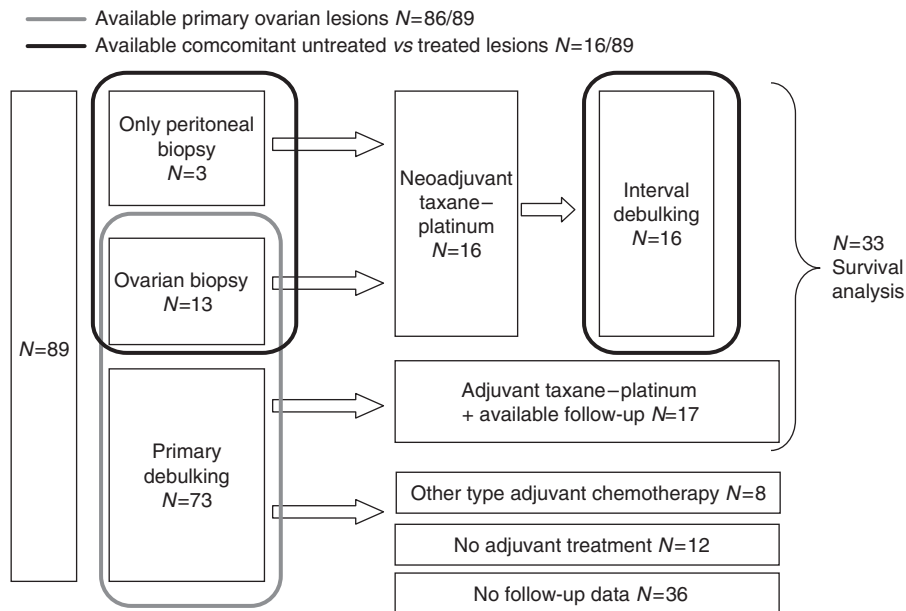 Available primary ovarian lesions N=86/89
Available comcomitant untreated vs treated lesions N=16/89
N=89
Only peritoneal
biopsy
N=3
Ovarian biopsy
N=13
Primary
debulking
N=73
Neoadjuvant
taxane–
platinum
N=16
Interval
debulking
N=16
Adjuvant taxane–platinum
+ available follow-up N=17
Other type adjuvant chemotherapy N=8
No adjuvant treatment N=12
No follow-up data N=36
N=33
Survival
analysis